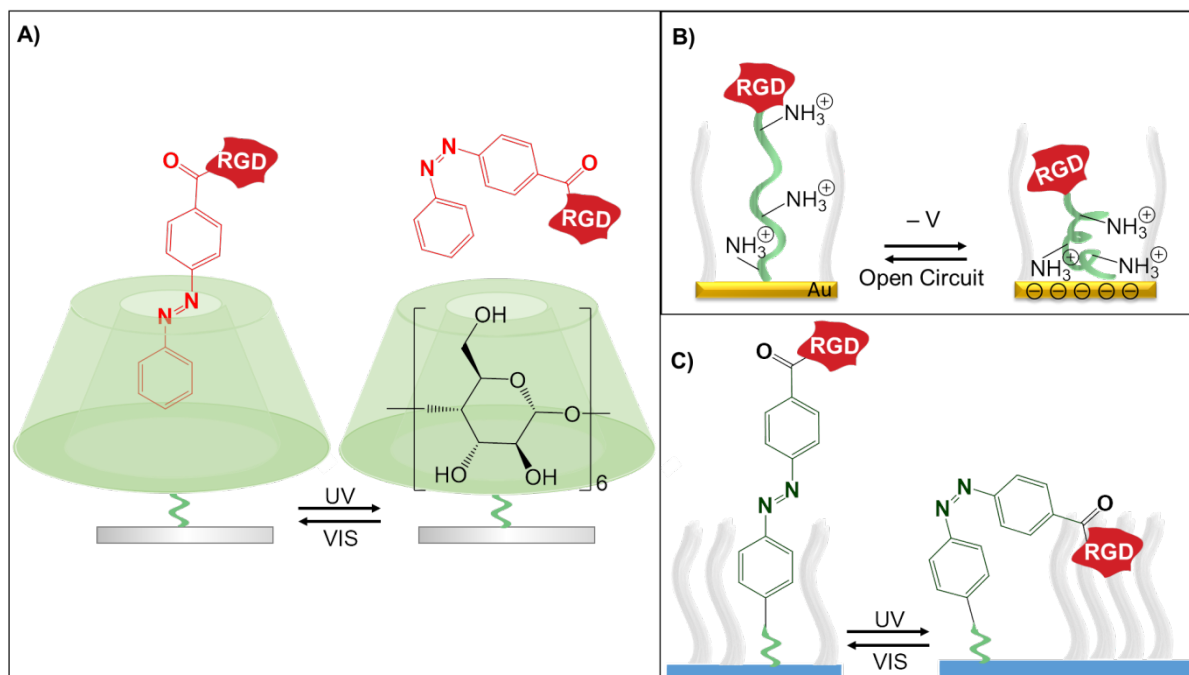 A)
N
N
O
RGD
N
N
O
RGD
OH
O
O
HO
OH
6
UV
VIS
B)
RGD
NH3⊕
NH3⊕
NH3⊕
Au
– V
Open Circuit
RGD
NH3⊕
NH3⊕
NH3⊕
⊖ ⊖ ⊖ ⊖ ⊖
C)
O
RGD
N
N
UV
VIS
N
N
O
RGD